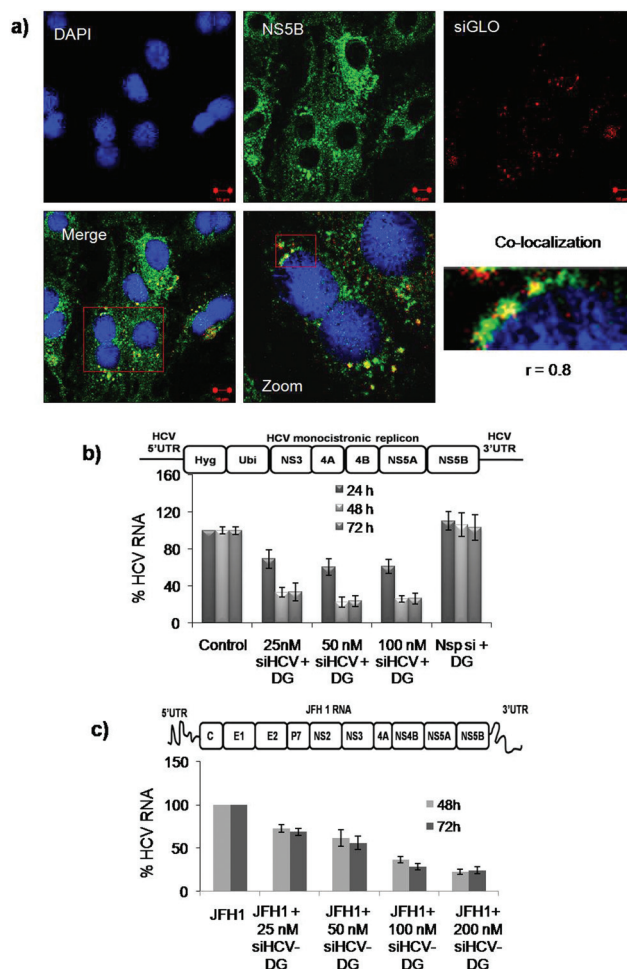 a)
DAPI
NS5B
siGLO
Merge
Zoom
Co-localization
r = 0.8
b)
HCV 5'UTR
HCV monocistronic replicon
HCV 3'UTR
Hyg Ubi NS3 4A 4B NS5A NS5B
160
120
80
40
0
% HCV RNA
24 h
48 h
72 h
Control
25nM siHCV+ DG
50 nM siHCV+ DG
100 nM siHCV+ DG
Nsp si + DG
c)
5'UTR
JFH 1 RNA
3'UTR
C E1 E2 P7 NS2 NS3 4A NS4B NS5A NS5B
150
100
50
0
% HCV RNA
48h
72h
JFH1
JFH1 + 25 nM siHCV- DG
JFH1+ 50 nM siHCV- DG
JFH1+ 100 nM siHCV- DG
JFH1+ 200 nM siHCV- DG